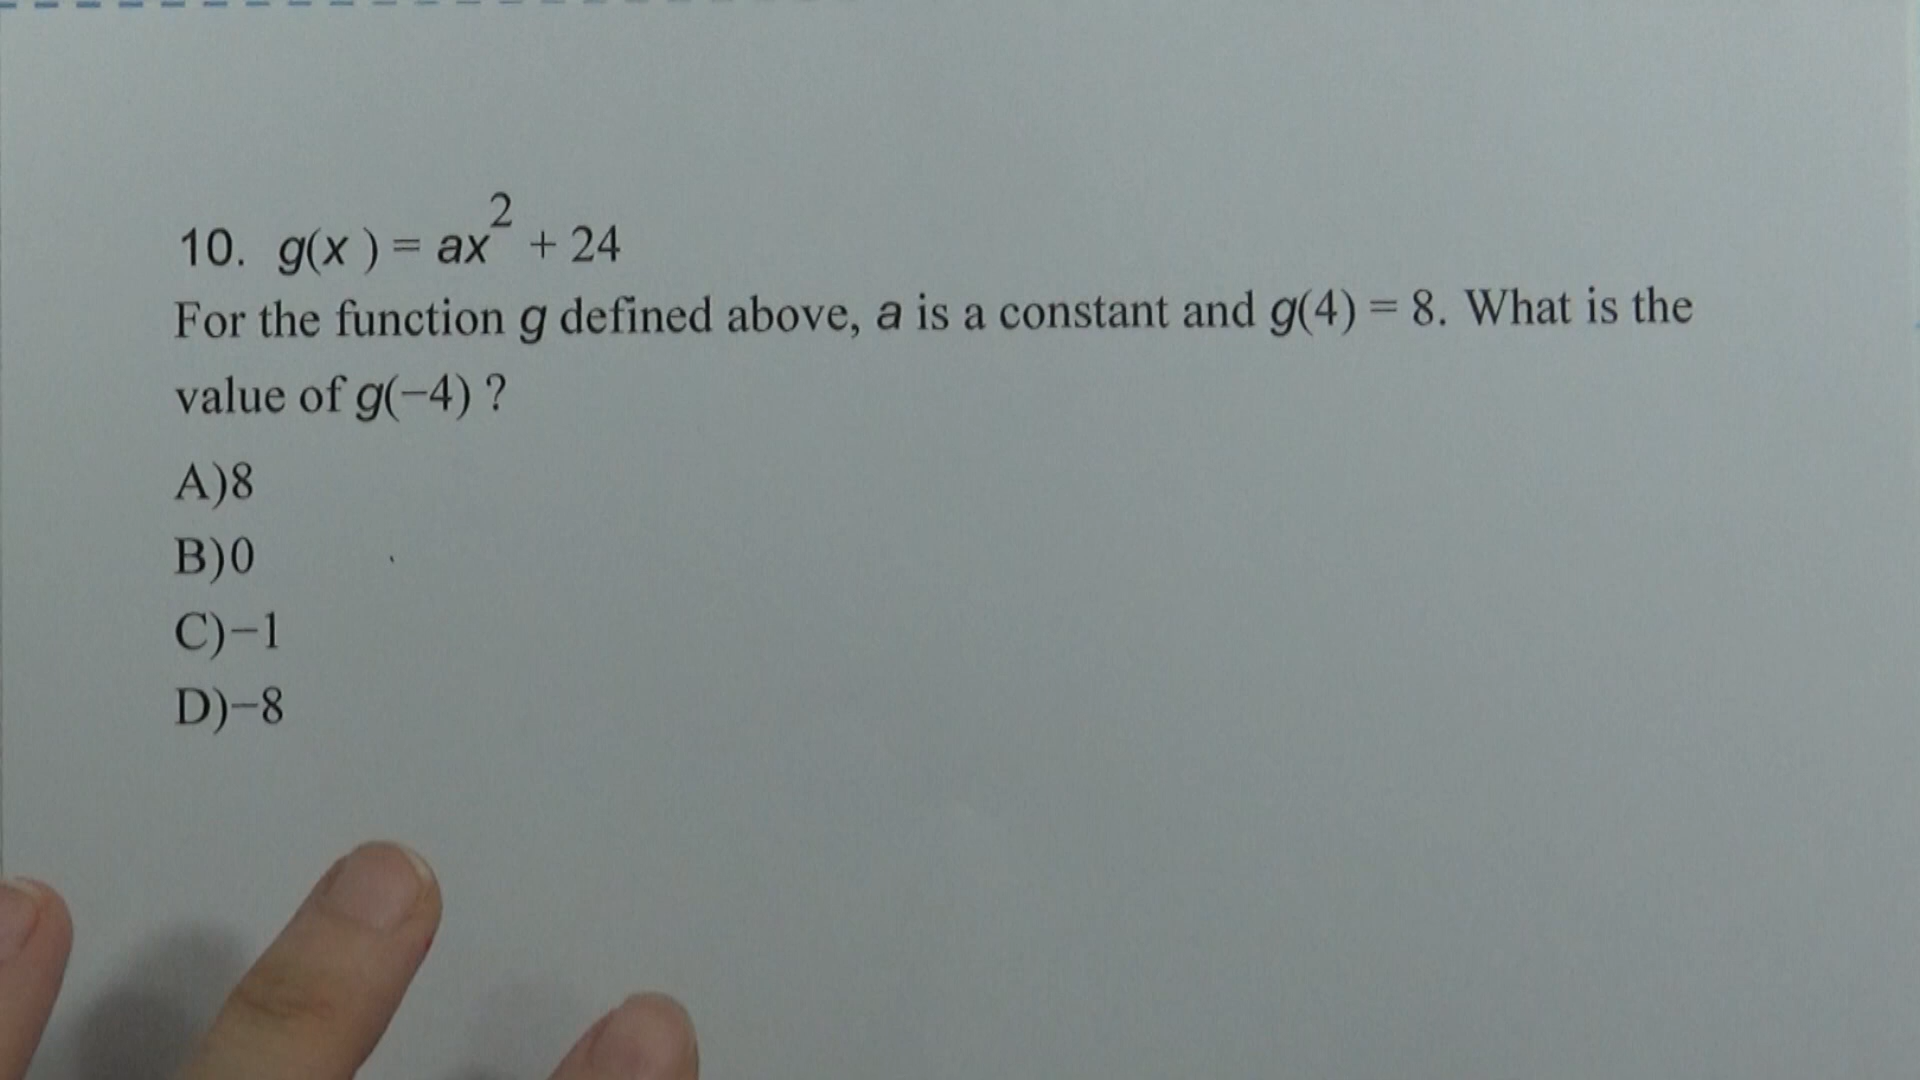 10. g(x ) = ax² + 24
For the function g defined above, a is a constant and g(4) = 8. What is the
value of g(−4) ?
A)8
B)0
C)−1
D)−8